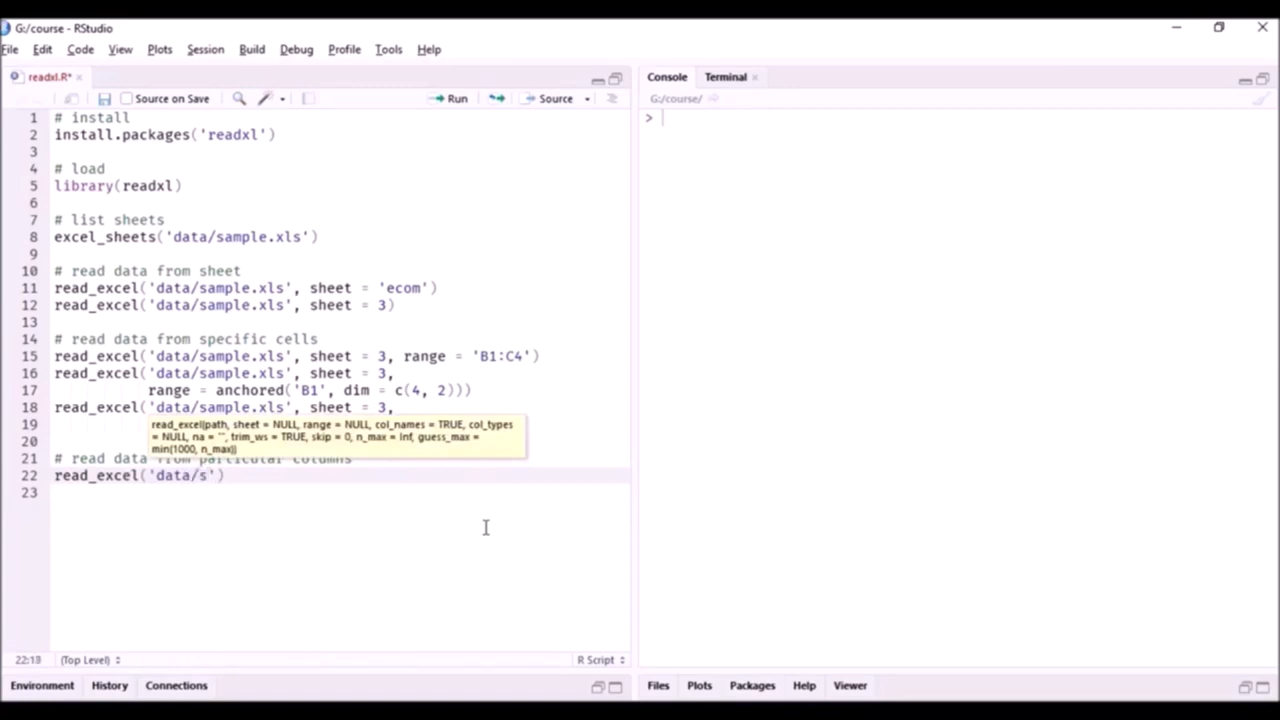 G:/course - RStudio
File Edit Code View Plots Session Build Debug Profile Tools Help
readxl.R*
Source on Save Run Source
1 # install
2 install.packages('readxl')
3
4 # load
5 library(readxl)
6
7 # list sheets
8 excel_sheets('data/sample.xls')
9
10 # read data from sheet
11 read_excel('data/sample.xls', sheet = 'ecom')
12 read_excel('data/sample.xls', sheet = 3)
13
14 # read data from specific cells
15 read_excel('data/sample.xls', sheet = 3, range = 'B1:C4')
16 read_excel('data/sample.xls', sheet = 3,
17 range = anchored('B1', dim = c(4, 2)))
18 read_excel('data/sample.xls', sheet = 3,
19
20
read_excel(path, sheet = NULL, range = NULL, col_names = TRUE, col_types
= NULL, na = "", trim_ws = TRUE, skip = 0, n_max = Inf, guess_max =
min(1000, n_max))
21 # read data from particular columns
22 read_excel('data/s')
23
22:13 (Top Level) R Script
Environment History Connections
Console Terminal
G:/course/
>
Files Plots Packages Help Viewer